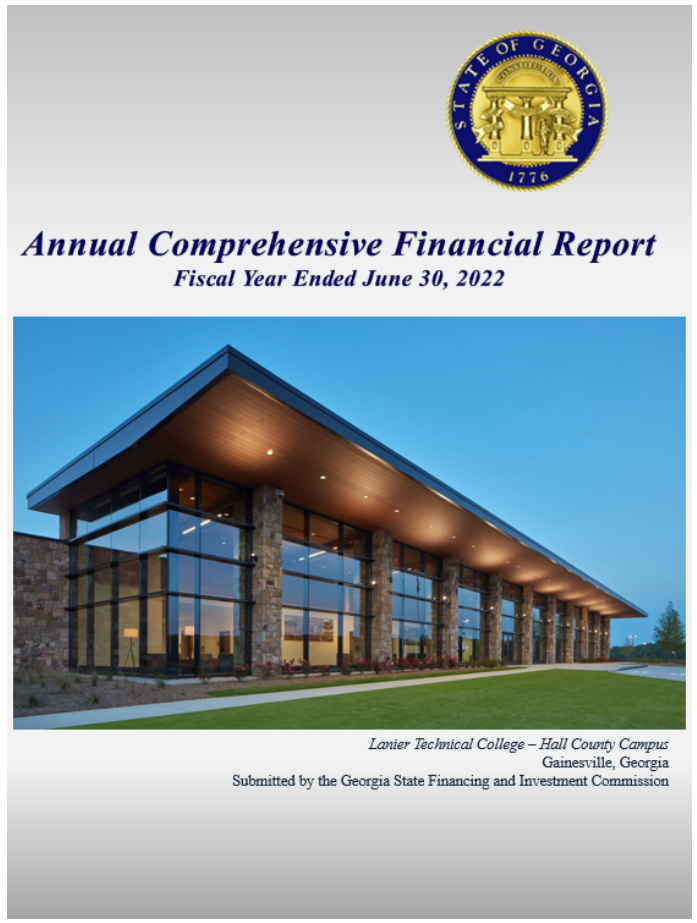 STATE OF GEORGIA
CONSTITUTION
1776
Annual Comprehensive Financial Report
Fiscal Year Ended June 30, 2022
Lanier Technical College – Hall County Campus
Gainesville, Georgia
Submitted by the Georgia State Financing and Investment Commission